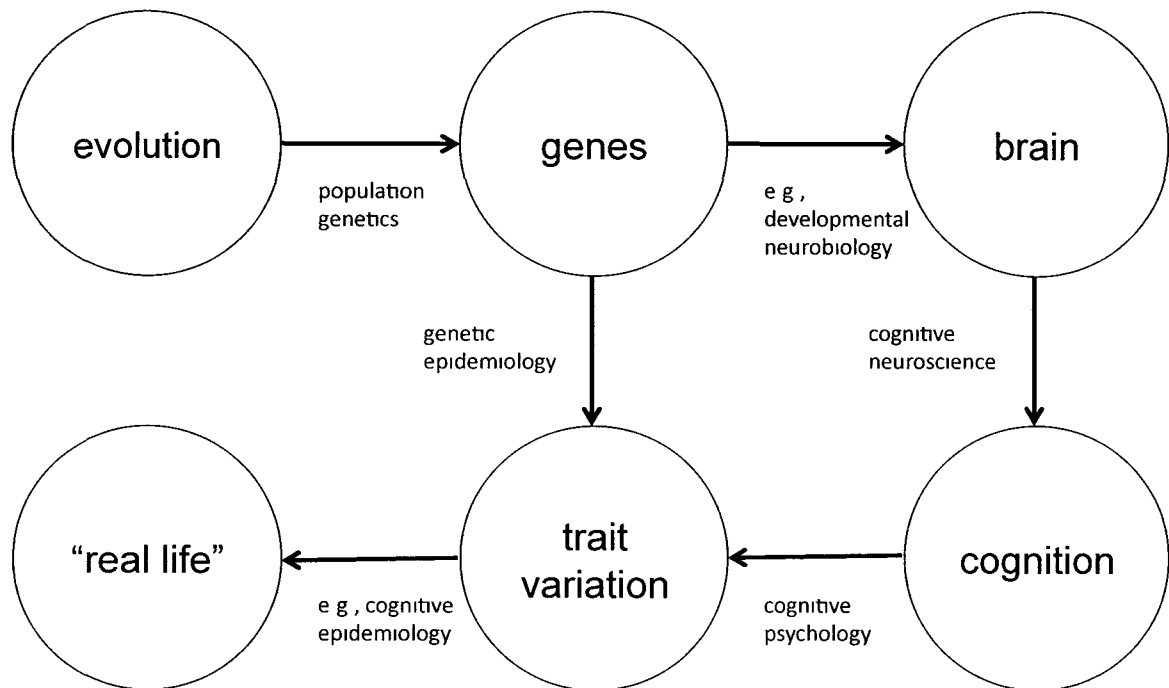 evolution
genes
brain
population
genetics
e g ,
developmental
neurobiology
genetic
epidemiology
cognitive
neuroscience
“real life”
trait
variation
cognition
e g , cognitive
epidemiology
cognitive
psychology